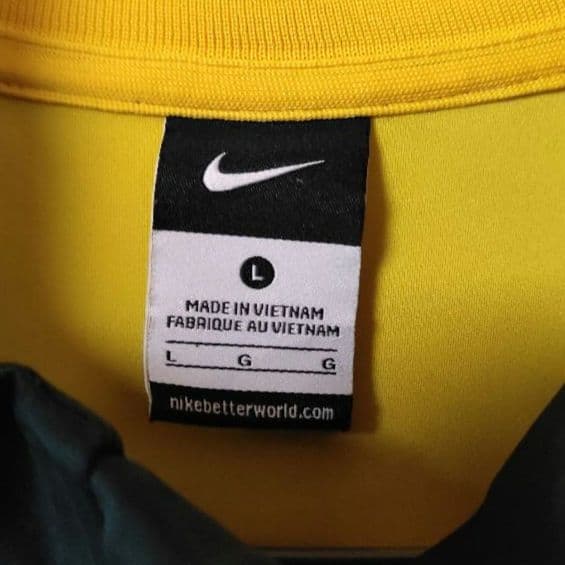 L
MADE IN VIETNAM
FABRIQUE AU VIETNAM
L G G
nikebetterworld.com